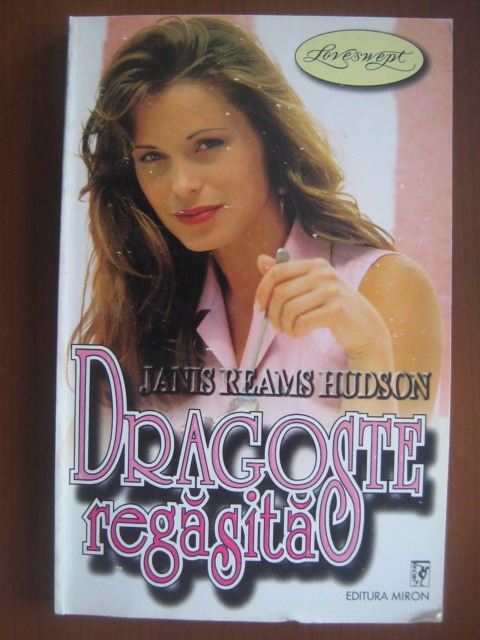 Loveswept
JANIS REAMS HUDSON
DRAGOSTE
regăsită
EDITURA MIRON